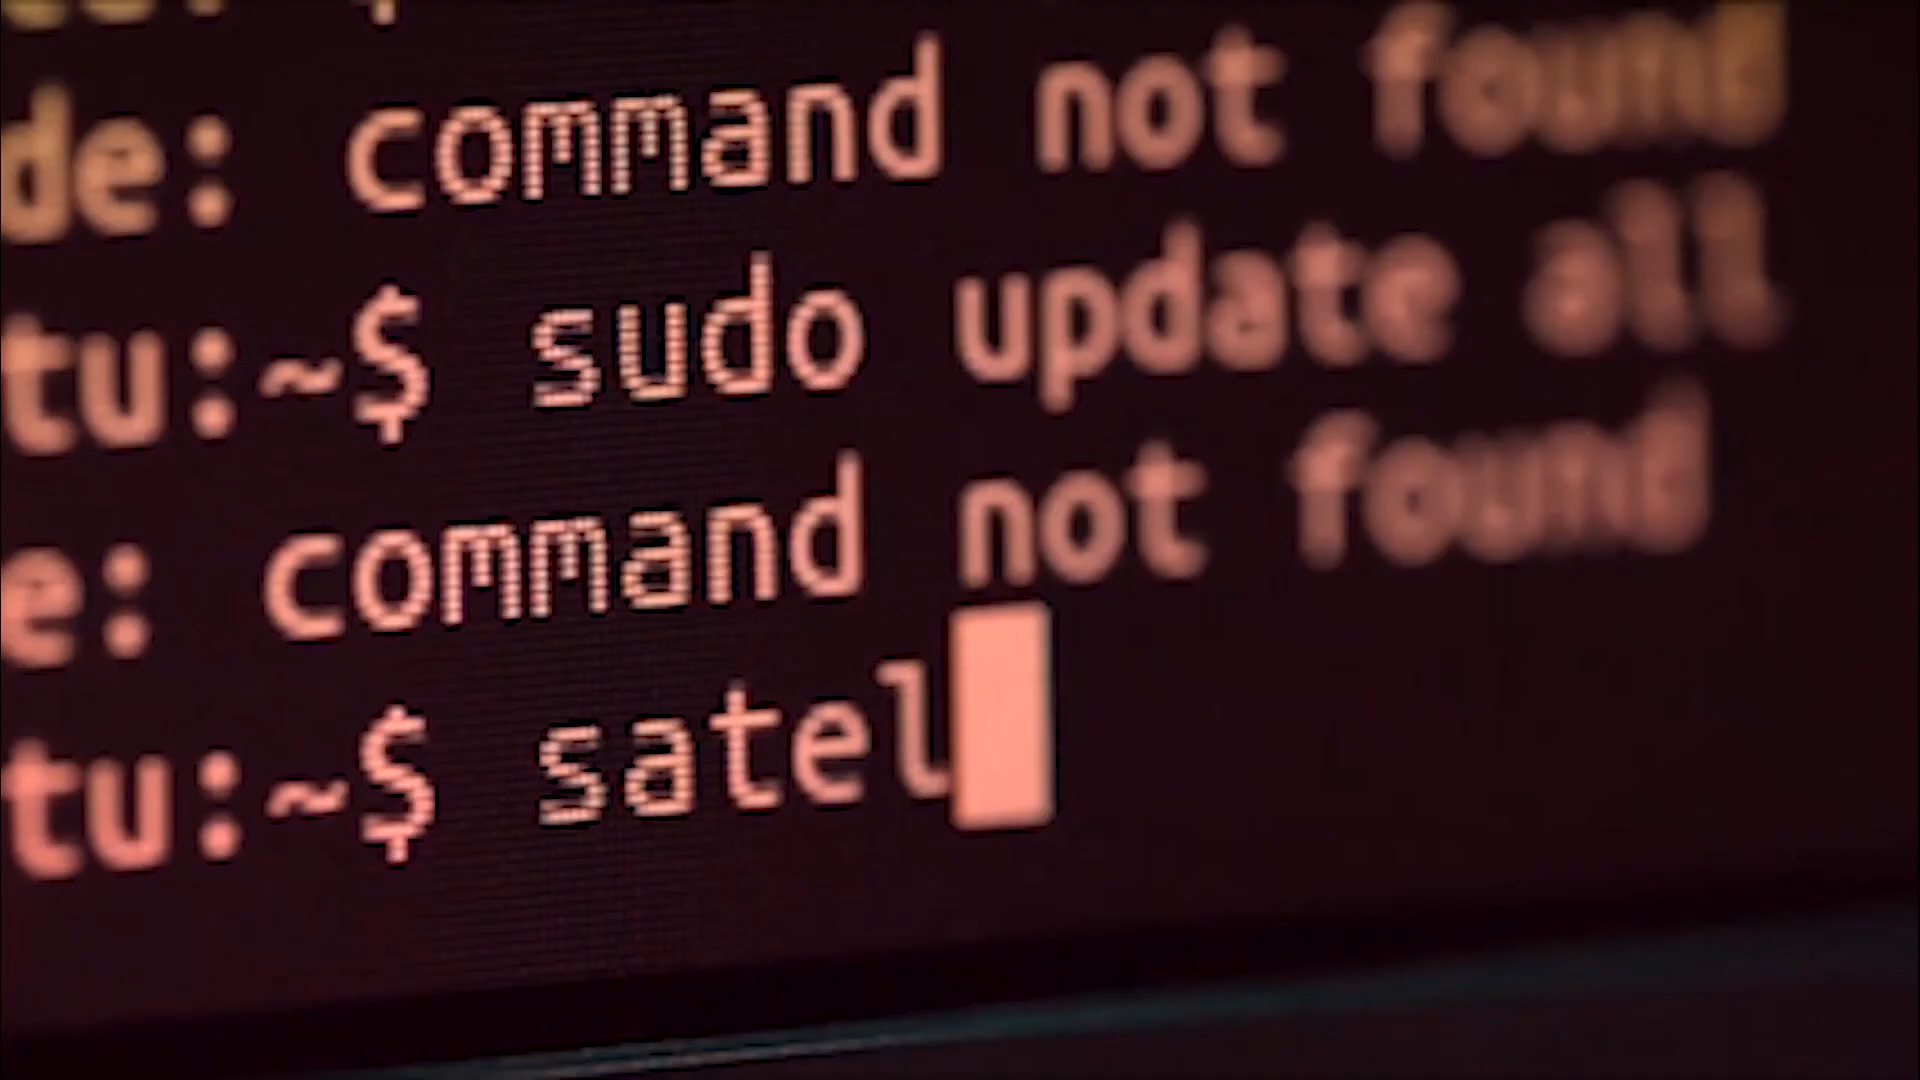 de: command not found
tu:~$ sudo update all
e: command not found
tu:~$ satel